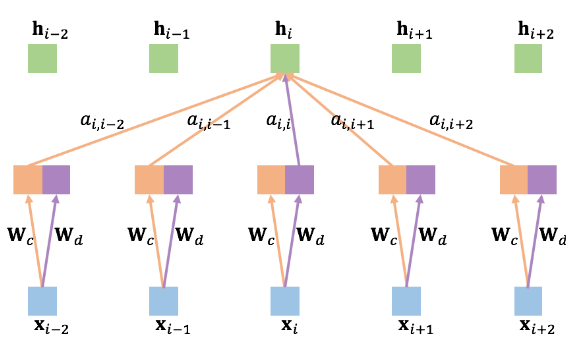 h_{i−2} h_{i−1} h_i h_{i+1} h_{i+2}
a_{i,i−2} a_{i,i−1} a_{i,i} a_{i,i+1} a_{i,i+2}
W_c W_d W_c W_d W_c W_d W_c W_d W_c W_d
x_{i−2} x_{i−1} x_i x_{i+1} x_{i+2}